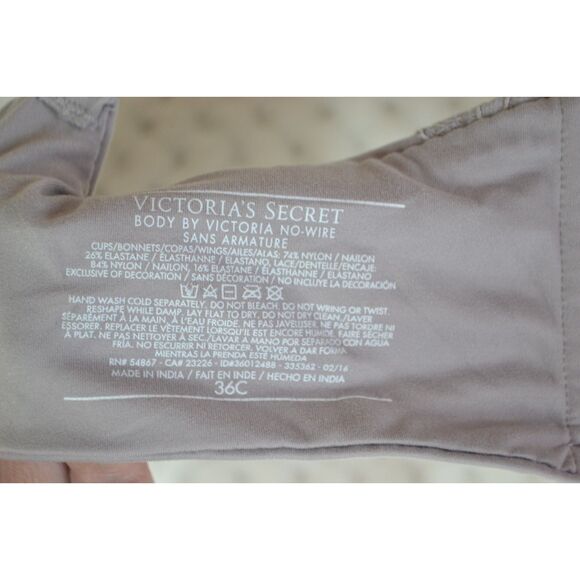 VICTORIA'S SECRET
BODY BY VICTORIA NO-WIRE
SANS ARMATURE
CUPS/BONNETS/COPAS/WINGS/AILES/ALAS: 74% NYLON / NAILON
26% ELASTANE / ÉLASTHANNE / ELASTANO, LACE/DENTELLE/ENCAJE:
84% NYLON / NAILON, 16% ELASTANE / ÉLASTHANNE / ELASTANO
EXCLUSIVE OF DECORATION / SANS DÉCORATION / NO INCLUYE LA DECORACIÓN
HAND WASH COLD SEPARATELY. DO NOT BLEACH. DO NOT WRING OR TWIST.
RESHAPE WHILE DAMP. LAY FLAT TO DRY. DO NOT DRY CLEAN. /LAVER
SÉPARÉMENT À LA MAIN, À L'EAU FROIDE. NE PAS JAVELISER. NE PAS TORDRE NI
ESSORER. REPLACER LE VÊTEMENT LORSQU'IL EST ENCORE HUMIDE. FAIRE SÉCHER
À PLAT. NE PAS NETTOYER À SEC./LAVAR A MANO POR SEPARADO CON AGUA
FRÍA. NO ESCURRIR NI RETORCER. VOLVER A DAR FORMA
MIENTRAS LA PRENDA ESTÉ HÚMEDA
RN# 54867 - CA# 23226 - ID#36012488 - 335362 - 02/16
MADE IN INDIA / FAIT EN INDE / HECHO EN INDIA
36C